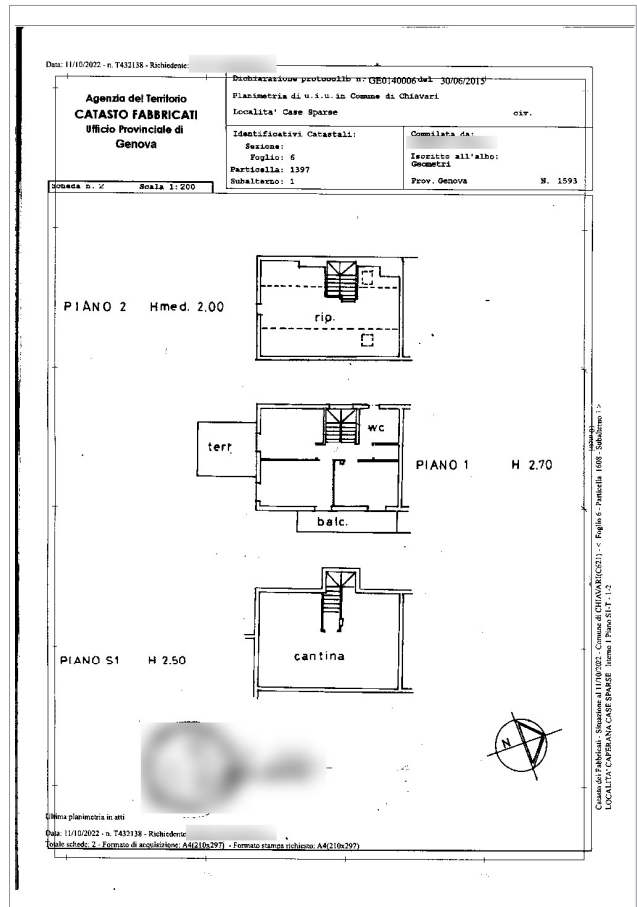 Data: 11/10/2022 - n. T432138 - Richiedente:
Agenzia del Territorio
CATASTO FABBRICATI
Ufficio Provinciale di
Genova
Dichiarazione protocollo n. GE0140006 del 30/06/2015
Planimetria di u.i.u. in Comune di Chiavari
Localita' Case Sparse civ.
Identificativi Catastali:
Sezione:
Foglio: 6
Particella: 1397
Subalterno: 1
Compilata da:
Iscritto all'albo:
Geometri
Prov. Genova N. 1593
Scheda n. 2 Scala 1:200
PIANO 2 Hmed. 2.00
rip.
wc
terr.
PIANO 1 H 2.70
balc.
PIANO S1 H 2.50
cantina
N
Catasto dei Fabbricati - Situazione al 11/10/2022 - Comune di CHIAVARI(C621) - < Foglio 6 - Particella 1608 - Subalterno 1 >
LOCALITA' CAPERANA CASE SPARSE Interno 1 Piano S1-T - 1-2
Ultima planimetria in atti
Data: 11/10/2022 - n. T432138 - Richiedente
Totale schede: 2 - Formato di acquisizione: A4(210x297) - Formato stampa richiesto: A4(210x297)